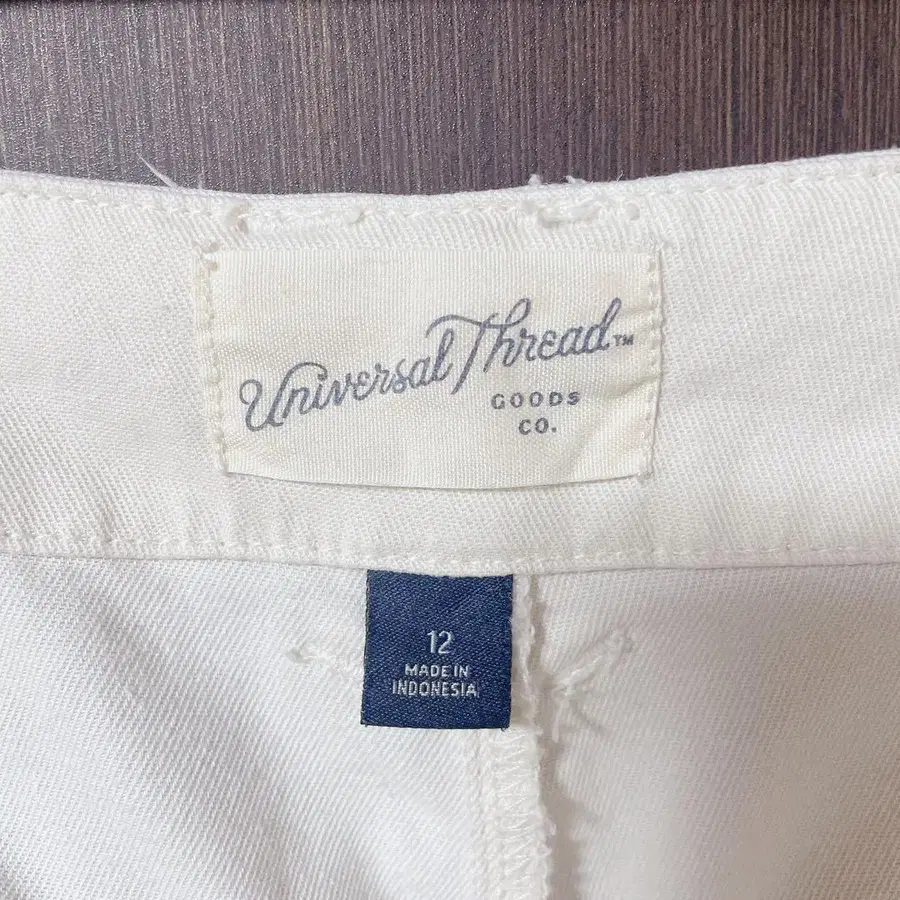 Universal Thread™
GOODS
CO.
12
MADE IN
INDONESIA